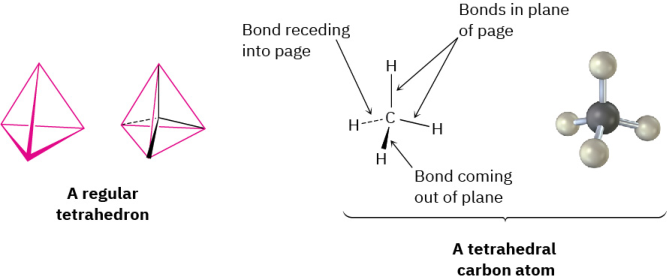 Bond receding
into page
Bonds in plane
of page
H
H
C
H
H
Bond coming
out of plane
A regular
tetrahedron
A tetrahedral
carbon atom